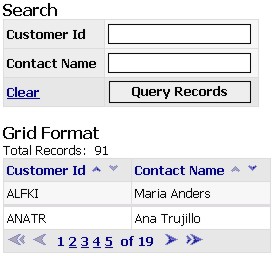 Search
Customer Id
Contact Name
Clear Query Records
Grid Format
Total Records: 91
Customer Id Contact Name
ALFKI Maria Anders
ANATR Ana Trujillo
1 2 3 4 5 of 19